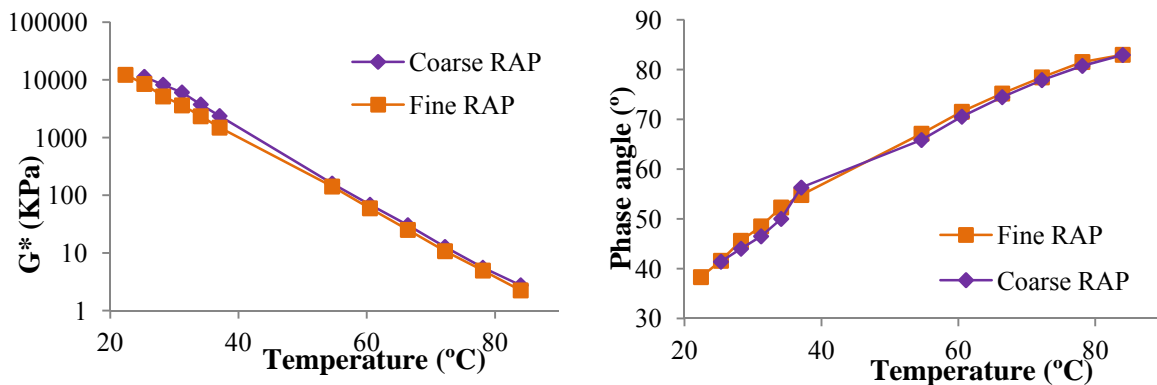 100000
10000
1000
100
10
1
G* (KPa)
20
40
60
80
Temperature (ºC)
Coarse RAP
Fine RAP
90
80
70
60
50
40
30
Phase angle (º)
20
40
60
80
Temperature (ºC)
Fine RAP
Coarse RAP